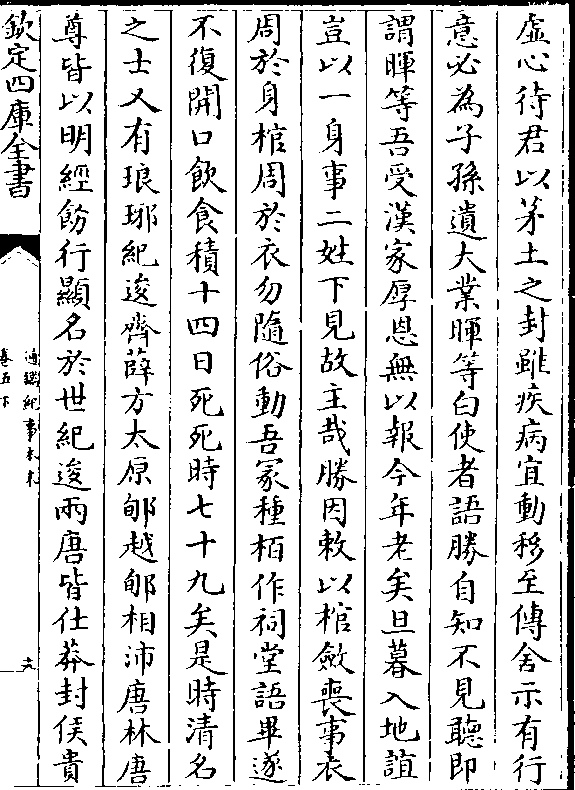 虚心待君以茅土之封雖疾病宜動移至傳舍示有行
意必為子孫遺大業暉等白使者語勝自知不見聽即
謂暉等吾受漢家厚恩無以報今年老矣旦暮入地誼
豈以一身事二姓下見故主哉勝因敕以棺斂喪事衣
周於身棺周於衣勿隨俗動吾冢種栢作祠堂語畢遂
不復開口飲食積十四日死死時七十九矣是時清名
之士又有琅邪紀逡齊薛方太原郇越郇相沛唐林唐
尊皆以明經飭行顯名於世紀逡兩唐皆仕莽封侯貴
欽定四庫全書
通鑑紀事本末
卷五下